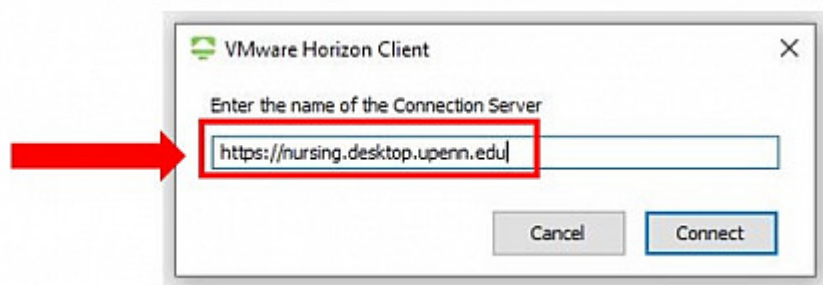 VMware Horizon Client
Enter the name of the Connection Server
https://nursing.desktop.upenn.edu
Cancel Connect